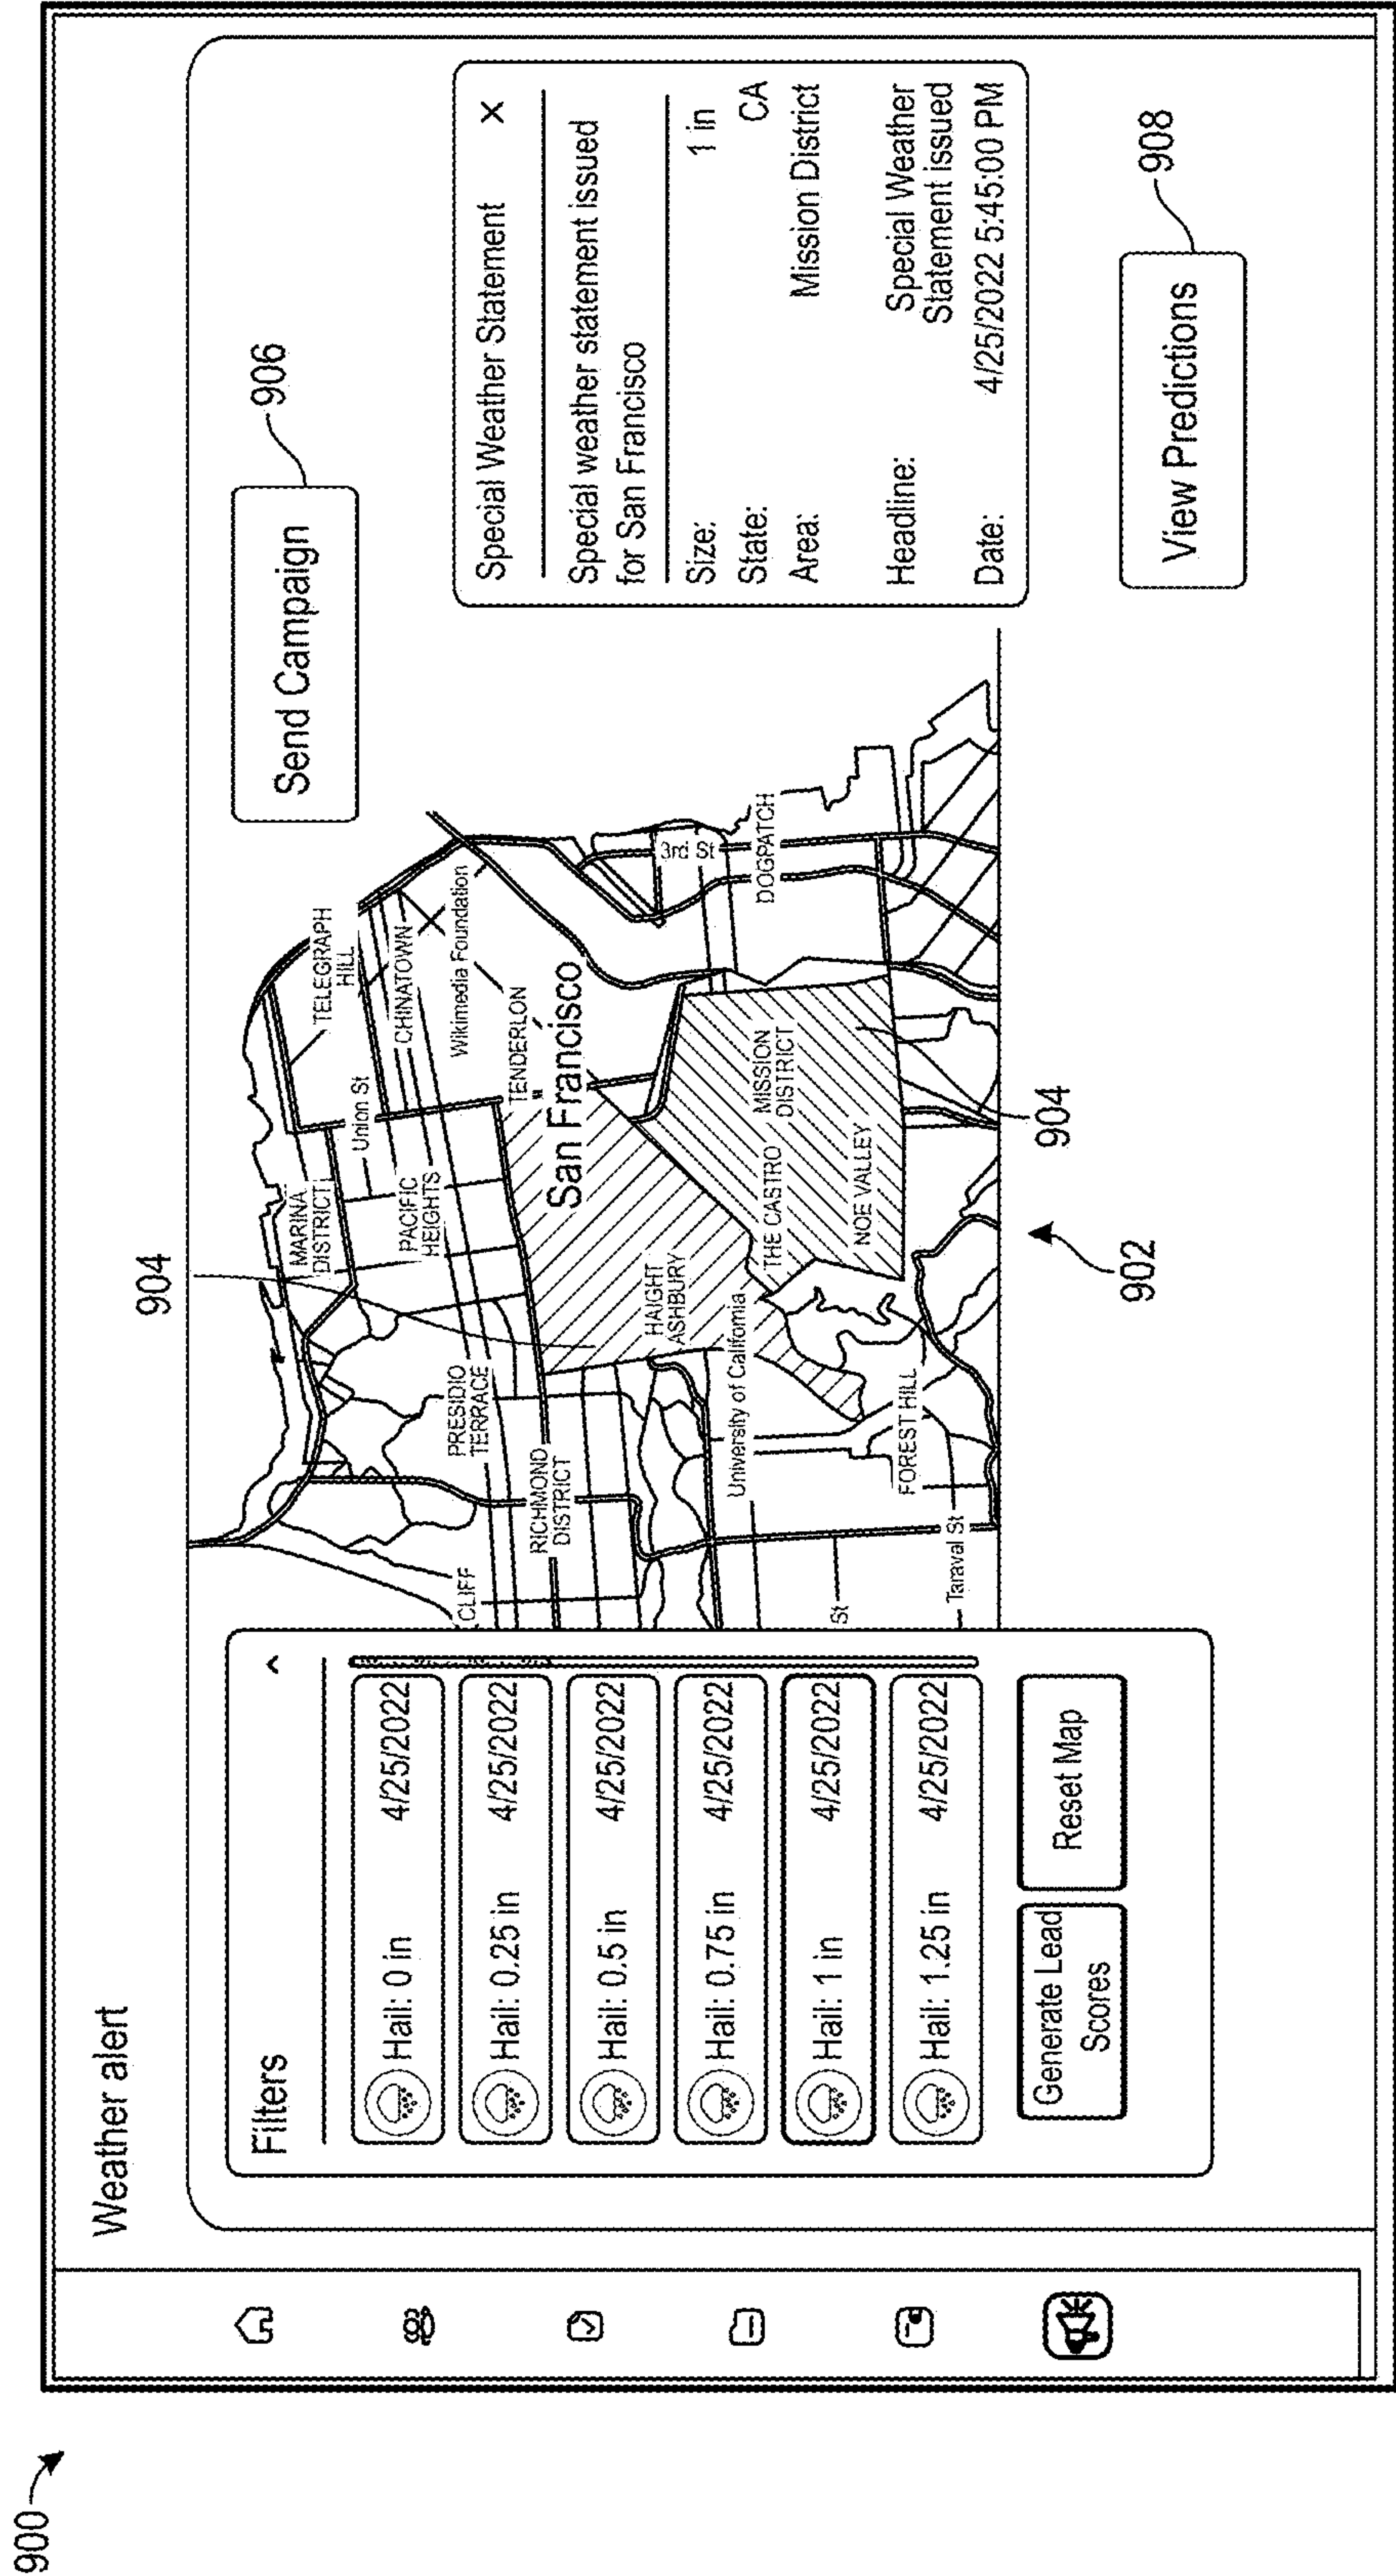 900
Weather alert
Filters
Hail: 0 in 4/25/2022
Hail: 0.25 in 4/25/2022
Hail: 0.5 in 4/25/2022
Hail: 0.75 in 4/25/2022
Hail: 1 in 4/25/2022
Hail: 1.25 in 4/25/2022
Generate Lead
Scores
Reset Map
904
MARINA
DISTRICT
TELEGRAPH
HILL
Union St
CHINATOWN
PACIFIC
HEIGHTS
Wikimedia Foundation
PRESIDIO
TERRACE
CLIFF
TENDERLON
San Francisco
RICHMOND
DISTRICT
HAIGHT
ASHBURY
3rd St
University of California
THE CASTRO
MISSION
DISTRICT
DOGPATCH
St
NOE VALLEY
FOREST HILL
Taraval St
904
902
Send Campaign
906
Special Weather Statement X
Special weather statement issued
for San Francisco
Size: 1 in
State: CA
Area: Mission District
Headline: Special Weather
Statement issued
Date: 4/25/2022 5:45:00 PM
View Predictions
908